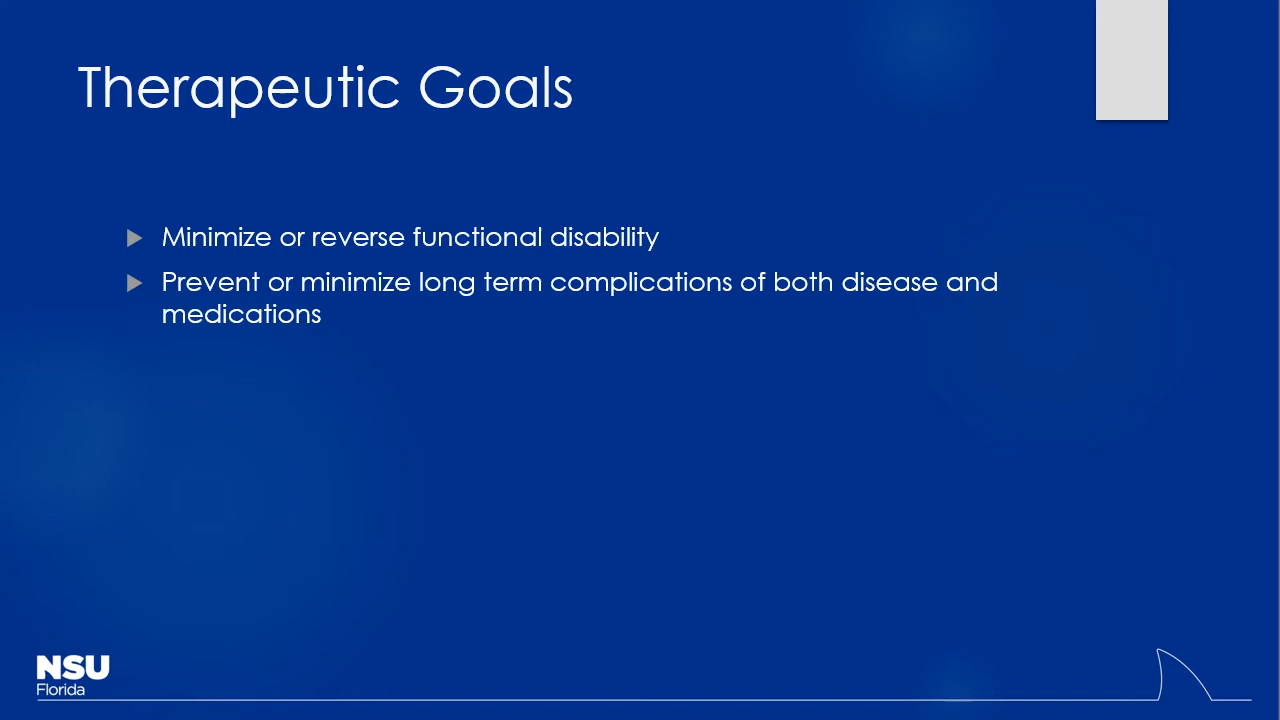 Therapeutic Goals
Minimize or reverse functional disability
Prevent or minimize long term complications of both disease and
medications
NSU
Florida